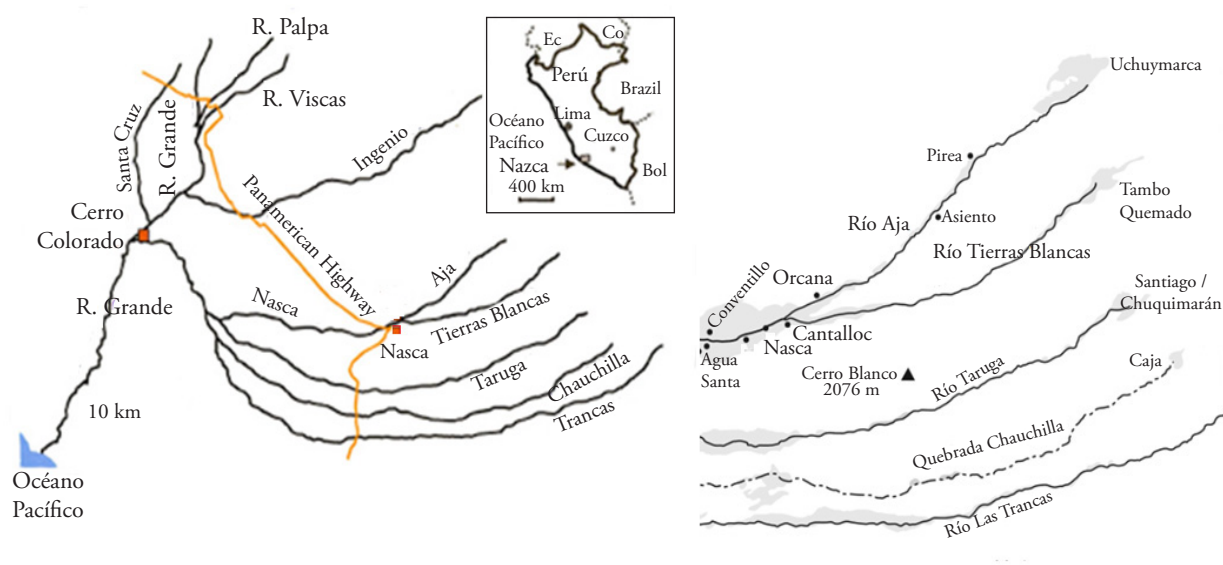 R. Palpa
R. Viscas
Santa Cruz
R. Grande
Ingenio
Panamerican Highway
Cerro
Colorado
R. Grande
Nasca
Aja
Tierras Blancas
Nasca
Taruga
Chauchilla
Trancas
10 km
Océano
Pacífico
Ec
Co
Perú
Brazil
Lima
Océano
Pacífico
Cuzco
Nazca
Bol
400 km
Uchuymarca
Pirea
Tambo
Quemado
Asiento
Río Aja
Río Tierras Blancas
Orcana
Conventillo
Santiago /
Chuquimarán
Cantalloc
Nasca
Agua
Santa
Cerro Blanco
2076 m
Caja
Río Taruga
Quebrada Chauchilla
Río Las Trancas